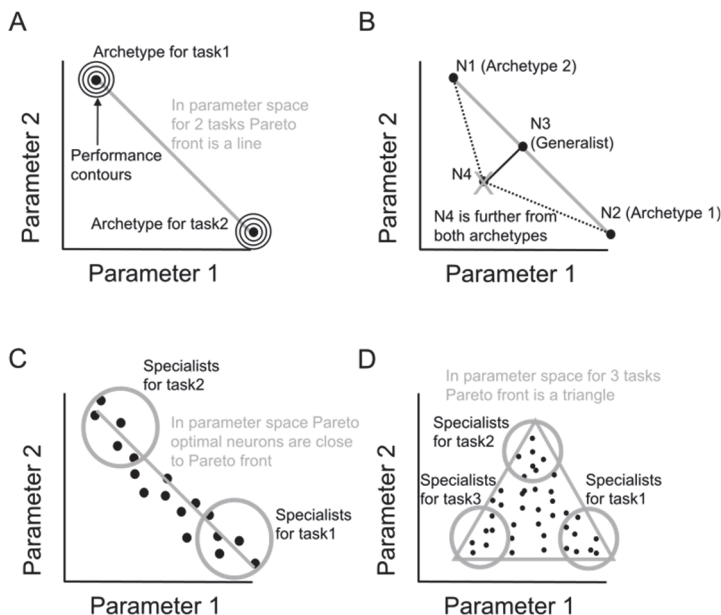 A
Archetype for task1
In parameter space
for 2 tasks Pareto
front is a line
Performance
contours
Archetype for task2
Parameter 2
Parameter 1
B
N1 (Archetype 2)
N3
(Generalist)
N4
N2 (Archetype 1)
N4 is further from
both archetypes
Parameter 2
Parameter 1
C
Specialists
for task2
In parameter space Pareto
optimal neurons are close
to Pareto front
Specialists
for task1
Parameter 2
Parameter 1
D
In parameter space for 3 tasks
Pareto front is a triangle
Specialists
for task2
Specialists
for task3
Specialists
for task1
Parameter 2
Parameter 1